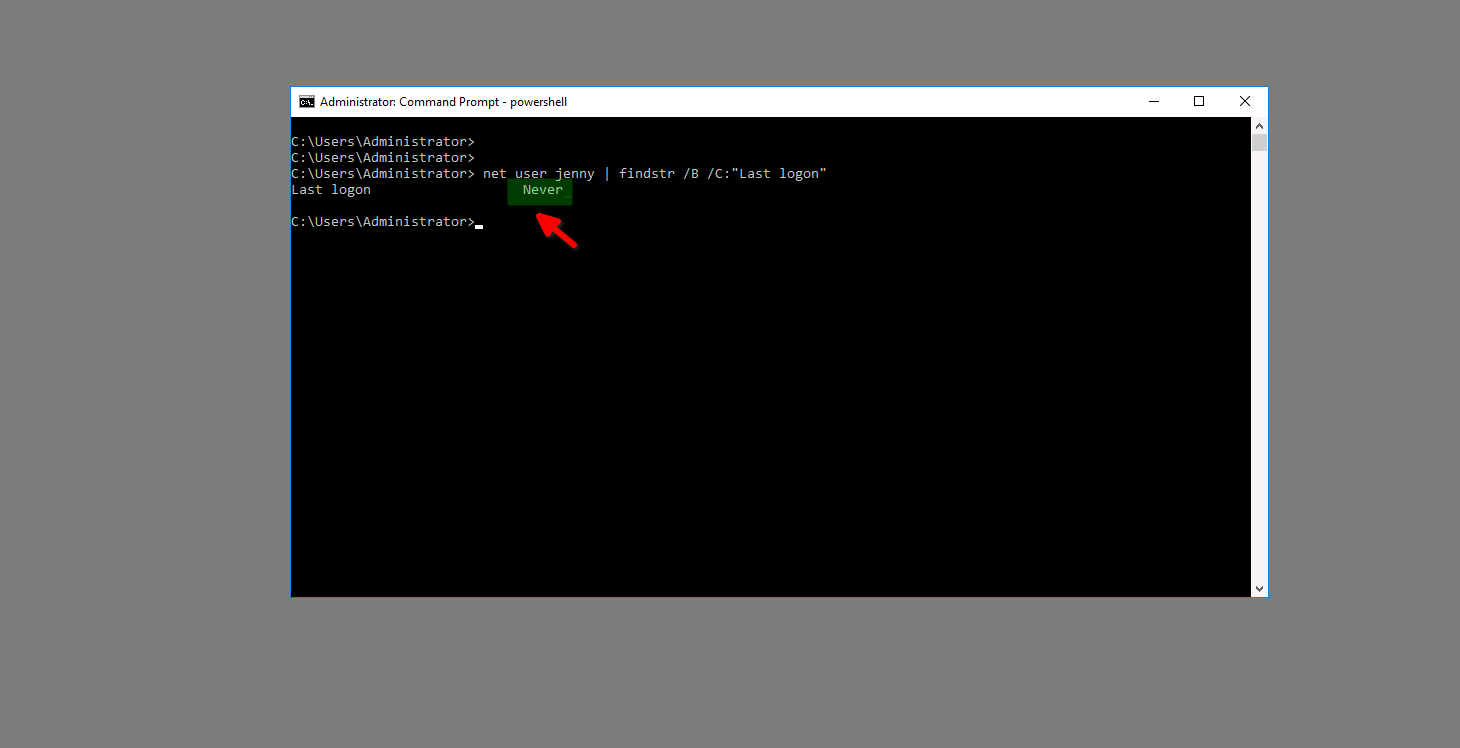 Administrator: Command Prompt - powershell
C:\Users\Administrator>
C:\Users\Administrator>
C:\Users\Administrator> net user jenny | findstr /B /C:"Last logon"
Last logon                   Never
C:\Users\Administrator>